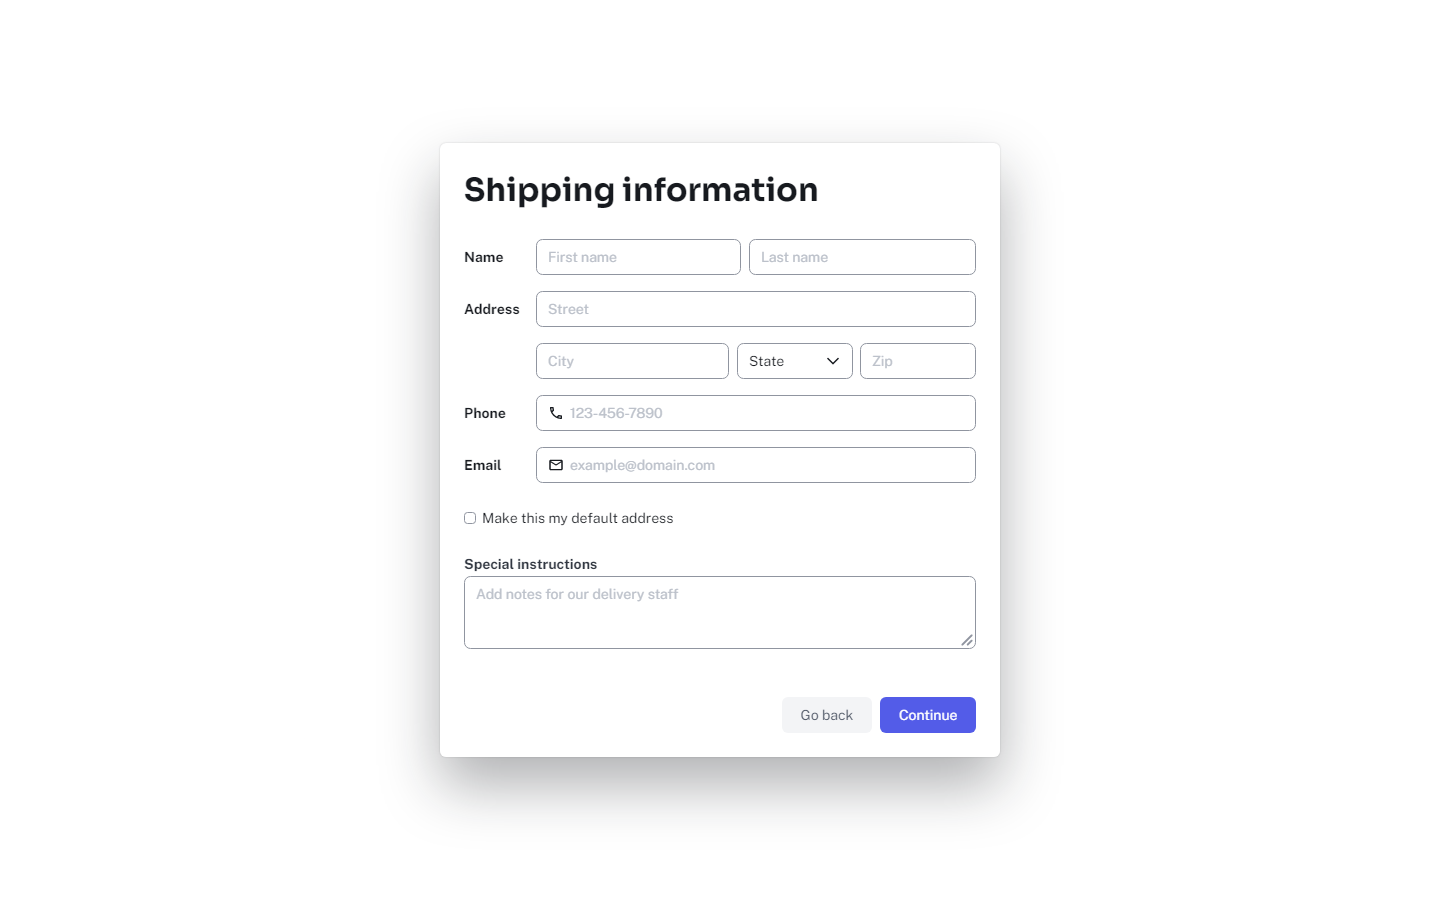 Shipping information
Name First name Last name
Address Street
City State Zip
Phone 123-456-7890
Email example@domain.com
Make this my default address
Special instructions
Add notes for our delivery staff
Go back Continue